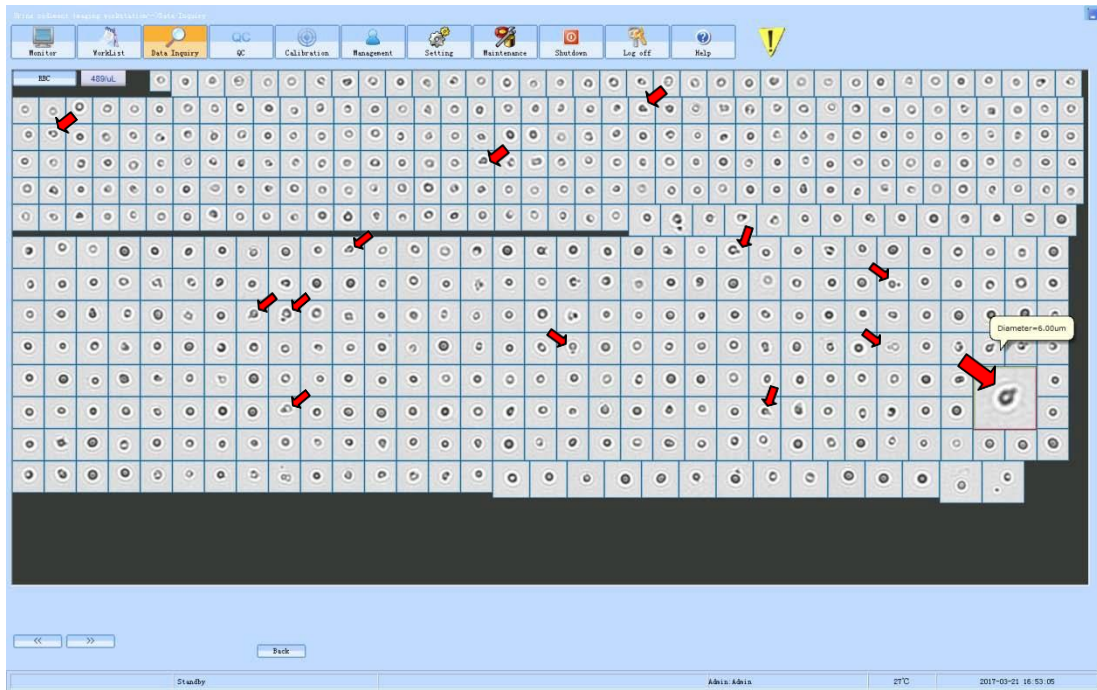 Monitor WorkList Data Inquiry QC QC Calibration Management Setting Maintenance Shutdown Log off Help
RBC 489/uL
Diameter=6.00um
<< >>
Back
Standby Admin:Admin 27℃ 2017-03-21 16:53:05